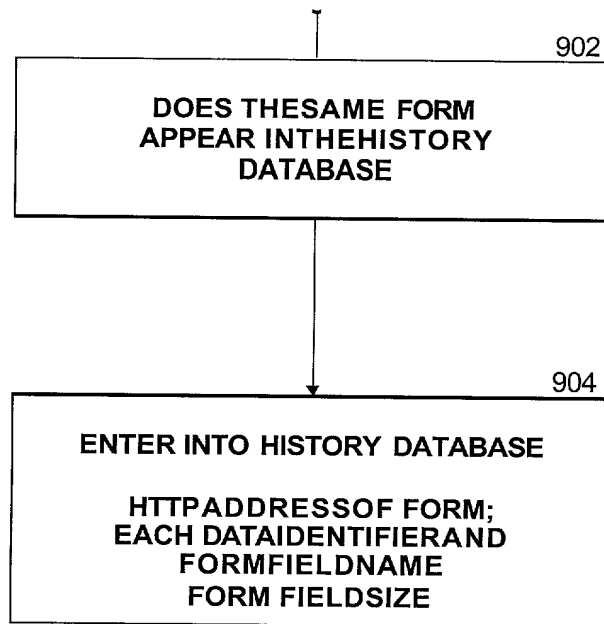 902
DOES THESAME FORM
APPEAR INTHEHISTORY
DATABASE
904
ENTER INTO HISTORY DATABASE
HTTPADDRESSOF FORM;
EACH DATAIDENTIFIERAND
FORMFIELDNAME
FORM FIELDSIZE